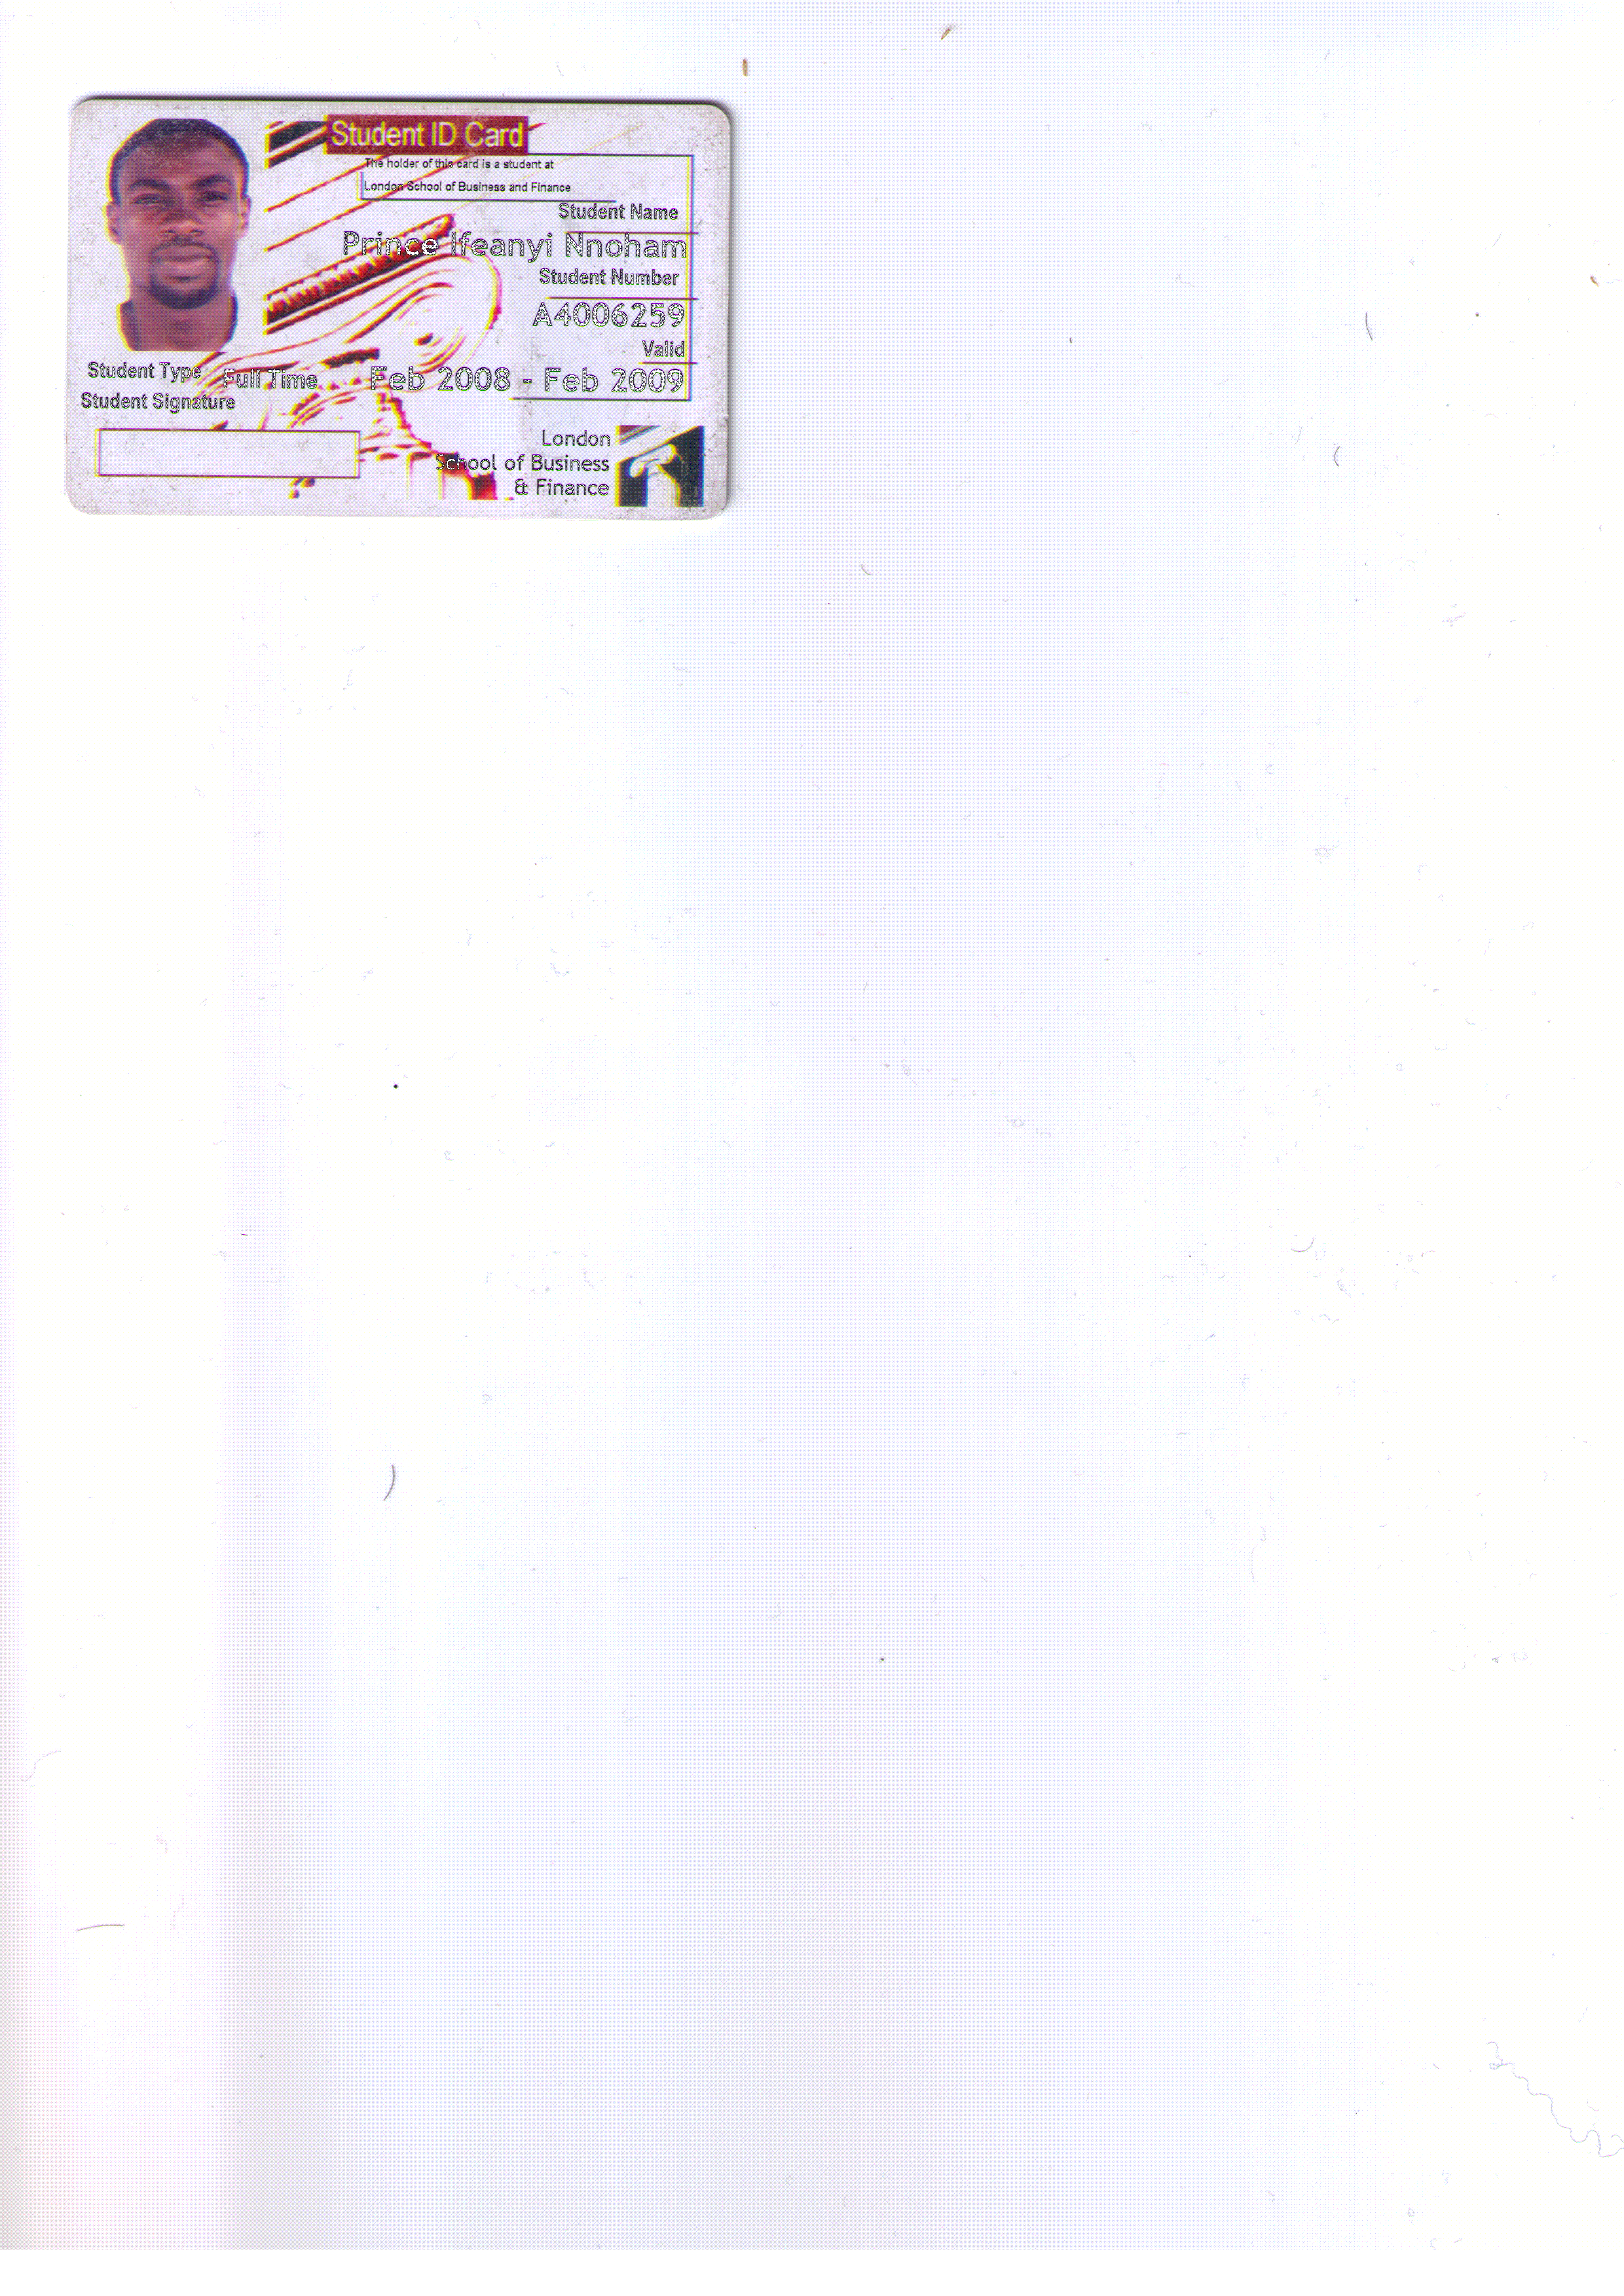 Student ID Card
The holder of this card is a student at
London School of Business and Finance
Student Name
Prince Ifeanyi Nnoham
Student Number
A4006259
Valid
Feb 2008 - Feb 2009
Student Type Full Time
Student Signature
London
School of Business
& Finance